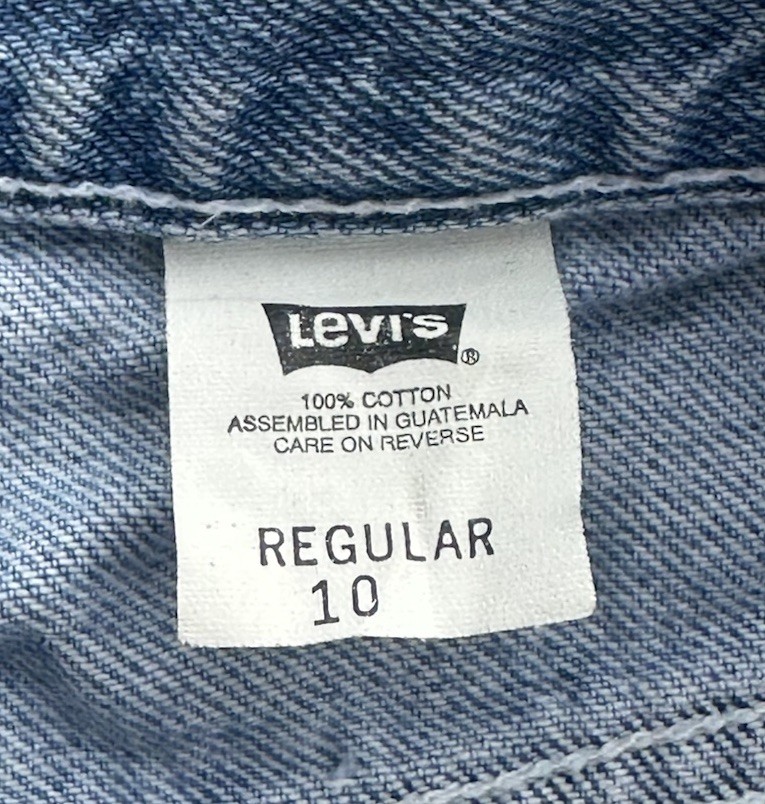 Levi's®
100% COTTON
ASSEMBLED IN GUATEMALA
CARE ON REVERSE
REGULAR
10